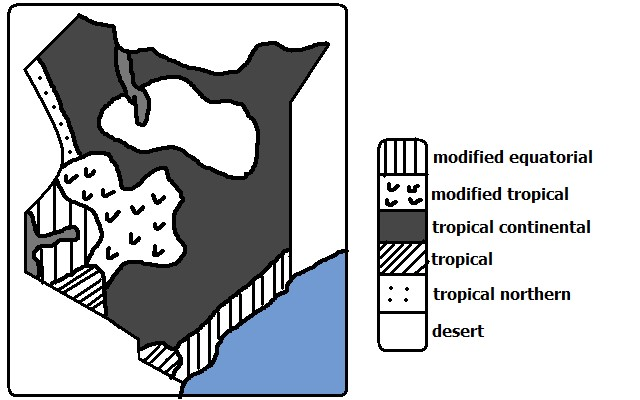 modified equatorial
modified tropical
tropical continental
tropical
tropical northern
desert